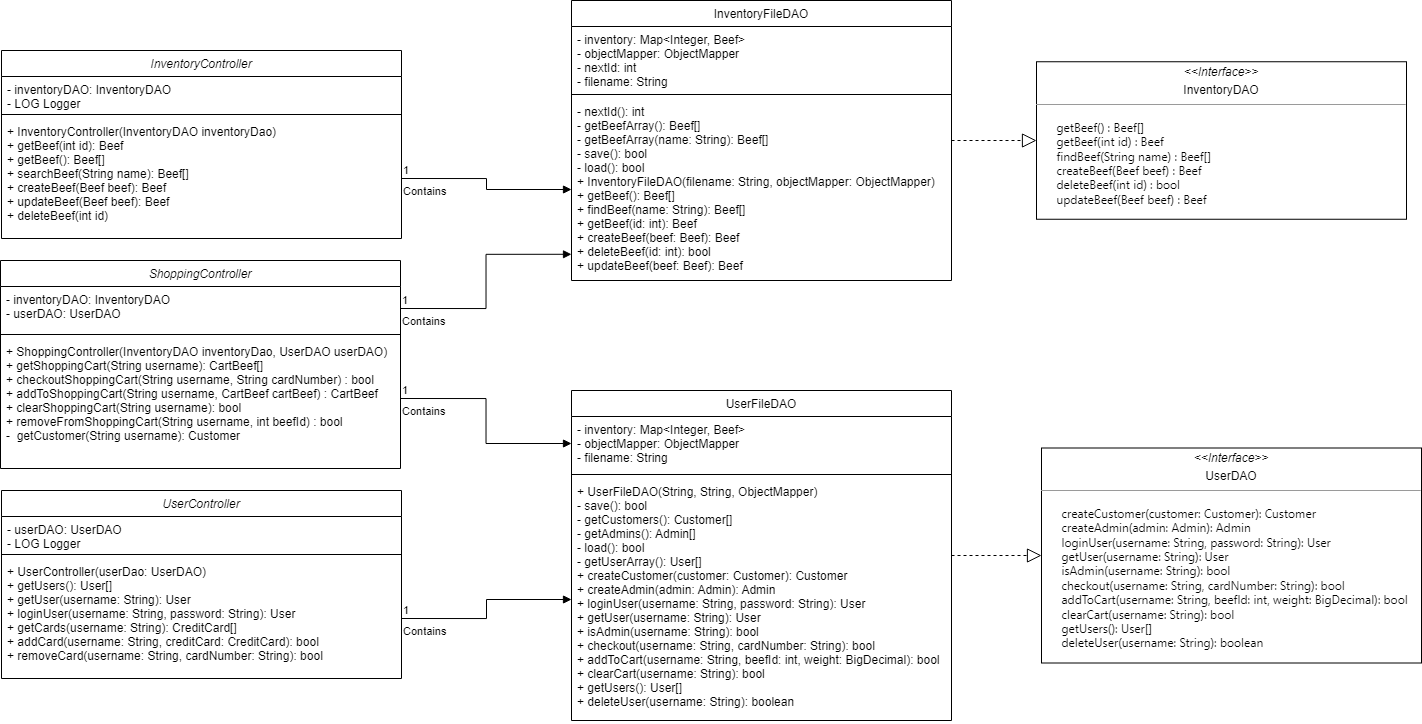 InventoryController
- inventoryDAO: InventoryDAO
- LOG Logger
+ InventoryController(InventoryDAO inventoryDao)
+ getBeef(int id): Beef
+ getBeef(): Beef[]
+ searchBeef(String name): Beef[]
+ createBeef(Beef beef): Beef
+ updateBeef(Beef beef): Beef
+ deleteBeef(int id)
1
Contains
ShoppingController
- inventoryDAO: InventoryDAO
- userDAO: UserDAO
+ ShoppingController(InventoryDAO inventoryDao, UserDAO userDAO)
+ getShoppingCart(String username): CartBeef[]
+ checkoutShoppingCart(String username, String cardNumber) : bool
+ addToShoppingCart(String username, CartBeef cartBeef) : CartBeef
+ clearShoppingCart(String username): bool
+ removeFromShoppingCart(String username, int beefId) : bool
-  getCustomer(String username): Customer
1
Contains
1
Contains
UserController
- userDAO: UserDAO
- LOG Logger
+ UserController(userDao: UserDAO)
+ getUsers(): User[]
+ getUser(username: String): User
+ loginUser(username: String, password: String): User
+ getCards(username: String): CreditCard[]
+ addCard(username: String, creditCard: CreditCard): bool
+ removeCard(username: String, cardNumber: String): bool
1
Contains
InventoryFileDAO
- inventory: Map<Integer, Beef>
- objectMapper: ObjectMapper
- nextId: int
- filename: String
- nextId(): int
- getBeefArray(): Beef[]
- getBeefArray(name: String): Beef[]
- save(): bool
- load(): bool
+ InventoryFileDAO(filename: String, objectMapper: ObjectMapper)
+ getBeef(): Beef[]
+ findBeef(name: String): Beef[]
+ getBeef(id: int): Beef
+ createBeef(beef: Beef): Beef
+ deleteBeef(id: int): bool
+ updateBeef(beef: Beef): Beef
<<Interface>>
InventoryDAO
getBeef() : Beef[]
getBeef(int id) : Beef
findBeef(String name) : Beef[]
createBeef(Beef beef) : Beef
deleteBeef(int id) : bool
updateBeef(Beef beef) : Beef
UserFileDAO
- inventory: Map<Integer, Beef>
- objectMapper: ObjectMapper
- filename: String
+ UserFileDAO(String, String, ObjectMapper)
- save(): bool
- getCustomers(): Customer[]
- getAdmins(): Admin[]
- load(): bool
- getUserArray(): User[]
+ createCustomer(customer: Customer): Customer
+ createAdmin(admin: Admin): Admin
+ loginUser(username: String, password: String): User
+ getUser(username: String): User
+ isAdmin(username: String): bool
+ checkout(username: String, cardNumber: String): bool
+ addToCart(username: String, beefId: int, weight: BigDecimal): bool
+ clearCart(username: String): bool
+ getUsers(): User[]
+ deleteUser(username: String): boolean
<<Interface>>
UserDAO
createCustomer(customer: Customer): Customer
createAdmin(admin: Admin): Admin
loginUser(username: String, password: String): User
getUser(username: String): User
isAdmin(username: String): bool
checkout(username: String, cardNumber: String): bool
addToCart(username: String, beefId: int, weight: BigDecimal): bool
clearCart(username: String): bool
getUsers(): User[]
deleteUser(username: String): boolean